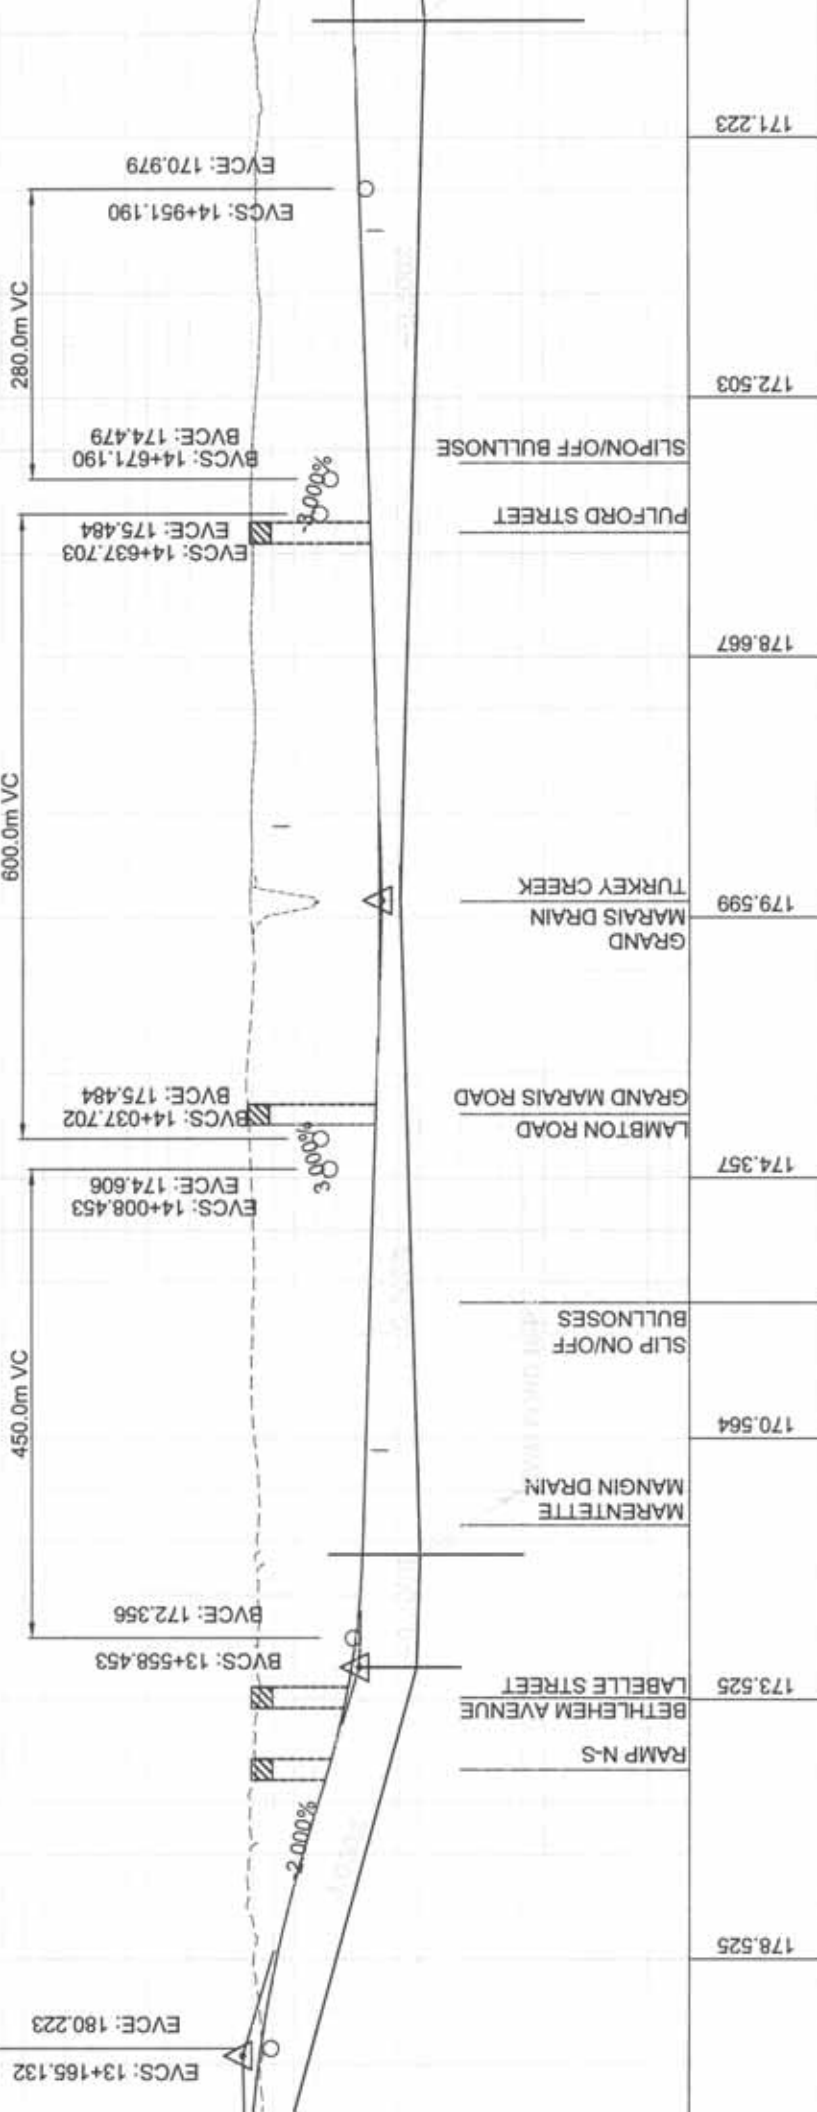 171.223
EVCE: 170.979
EVCS: 14+951.190
280.0m VC
172.503
BVCE: 174.479
BVCS: 14+671.190
SLIPON/OFF BULLNOSE
-3.000%
PULFORD STREET
EVCE: 175.484
EVCS: 14+637.703
178.667
600.0m VC
TURKEY CREEK
GRAND
MARAIS DRAIN
179.599
BVCE: 175.484
BVCS: 14+037.702
GRAND MARAIS ROAD
LAMBTON ROAD
3.000%
174.357
EVCE: 174.606
EVCS: 14+008.453
SLIP ON/OFF
BULLNOSES
450.0m VC
170.564
MARENTETTE
MANGIN DRAIN
BVCE: 172.356
BVCS: 13+558.453
LABELLE STREET
BETHLEHEM AVENUE
173.525
RAMP N-S
-2.000%
178.525
EVCE: 180.223
EVCS: 13+165.132